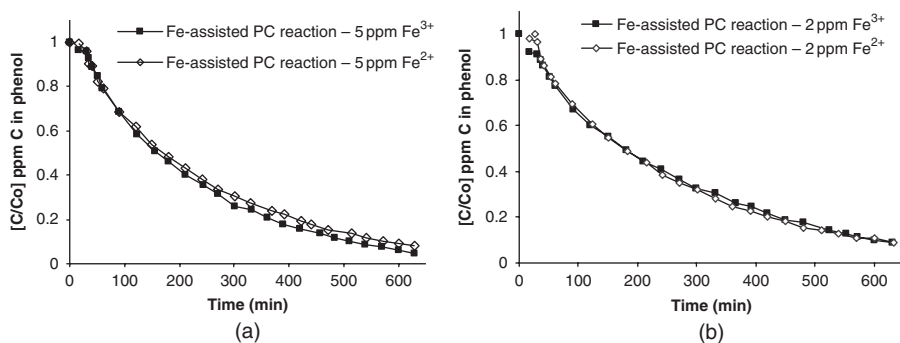 Fe-assisted PC reaction – 5 ppm Fe3+
Fe-assisted PC reaction – 5 ppm Fe2+
[C/Co] ppm C in phenol
1
0.8
0.6
0.4
0.2
0
0 100 200 300 400 500 600
Time (min)
(a)
Fe-assisted PC reaction – 2 ppm Fe3+
Fe-assisted PC reaction – 2 ppm Fe2+
[C/Co] ppm C in phenol
1
0.8
0.6
0.4
0.2
0
0 100 200 300 400 500 600
Time (min)
(b)